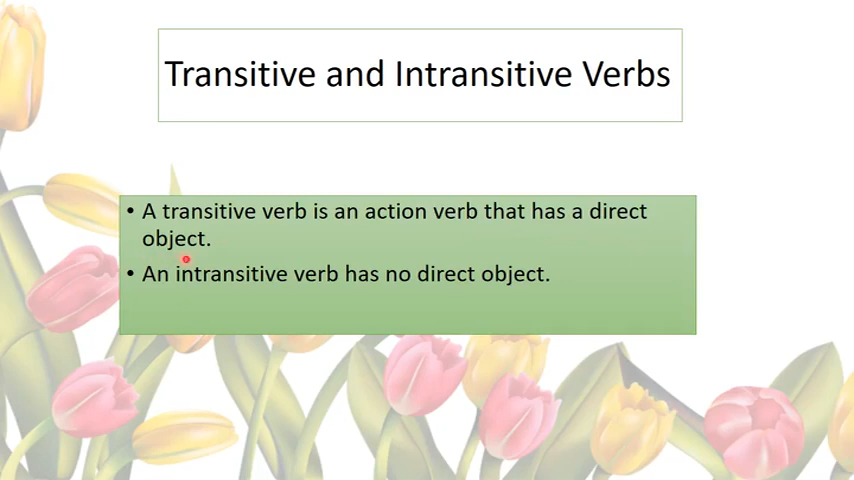 Transitive and Intransitive Verbs
• A transitive verb is an action verb that has a direct
object.
• An intransitive verb has no direct object.